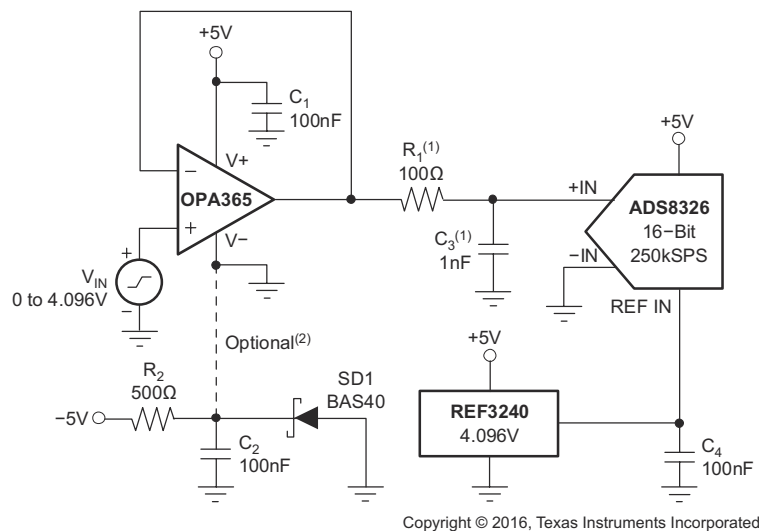 +5V
C1
100nF
V+
−
OPA365
+
V−
+
VIN
0 to 4.096V
−
R1(1)
100Ω
C3(1)
1nF
+5V
+IN
ADS8326
16−Bit
250kSPS
−IN
REF IN
Optional(2)
R2
500Ω
−5V
C2
100nF
SD1
BAS40
+5V
REF3240
4.096V
C4
100nF
Copyright © 2016, Texas Instruments Incorporated